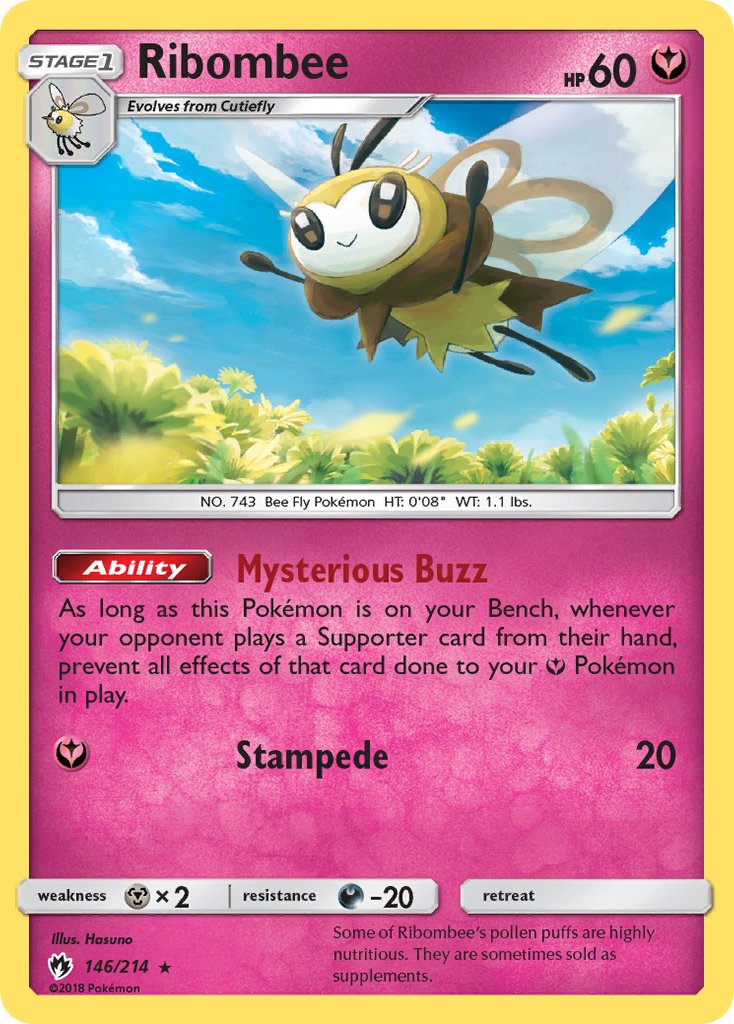 STAGE1
Ribombee
HP60
Evolves from Cutiefly
NO. 743 Bee Fly Pokémon HT: 0'08" WT: 1.1 lbs.
Ability Mysterious Buzz
As long as this Pokémon is on your Bench, whenever
your opponent plays a Supporter card from their hand,
prevent all effects of that card done to your Pokémon
in play.
Stampede 20
weakness ×2 resistance -20 retreat
Illus. Hasuno
146/214 ★
©2018 Pokémon
Some of Ribombee's pollen puffs are highly
nutritious. They are sometimes sold as
supplements.